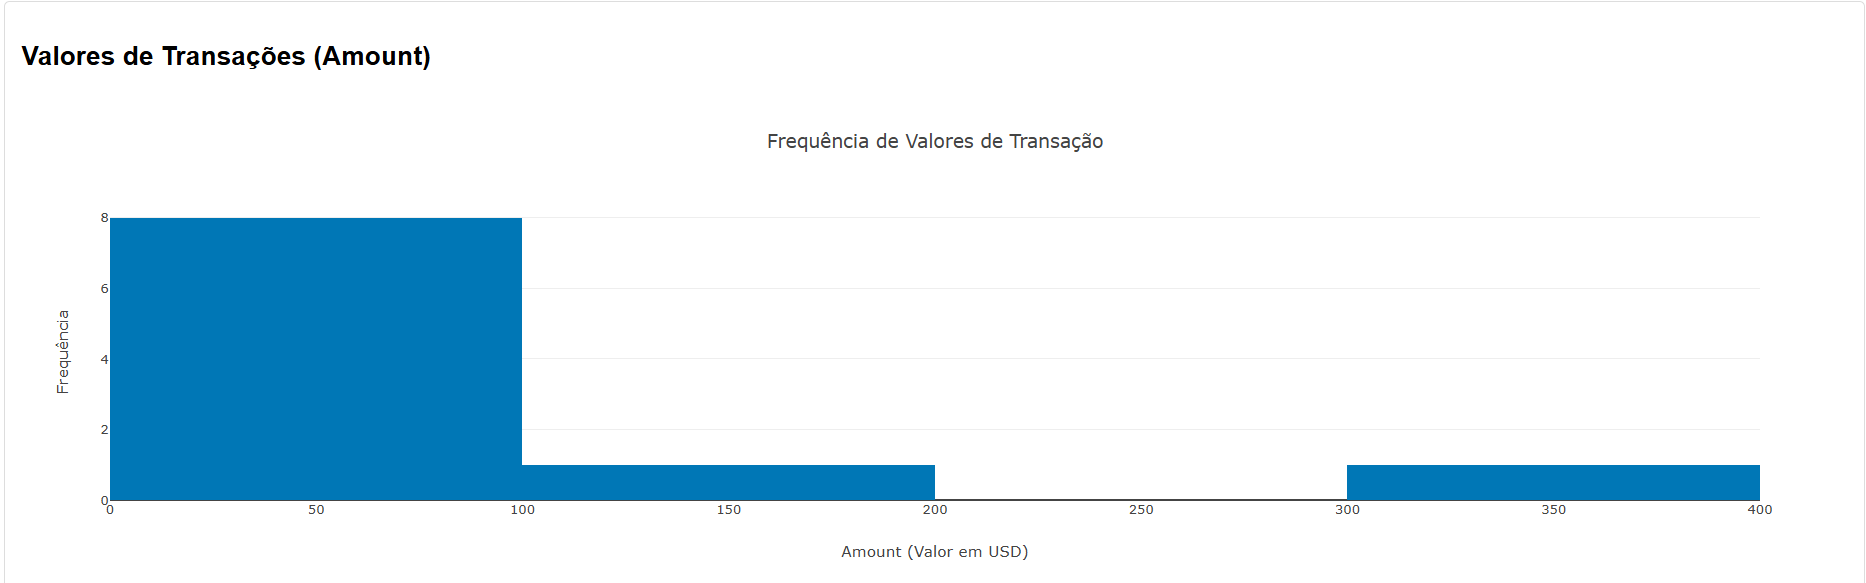 Valores de Transações (Amount)
Frequência de Valores de Transação
8
6
4
2
0
Frequência
0 50 100 150 200 250 300 350 400
Amount (Valor em USD)